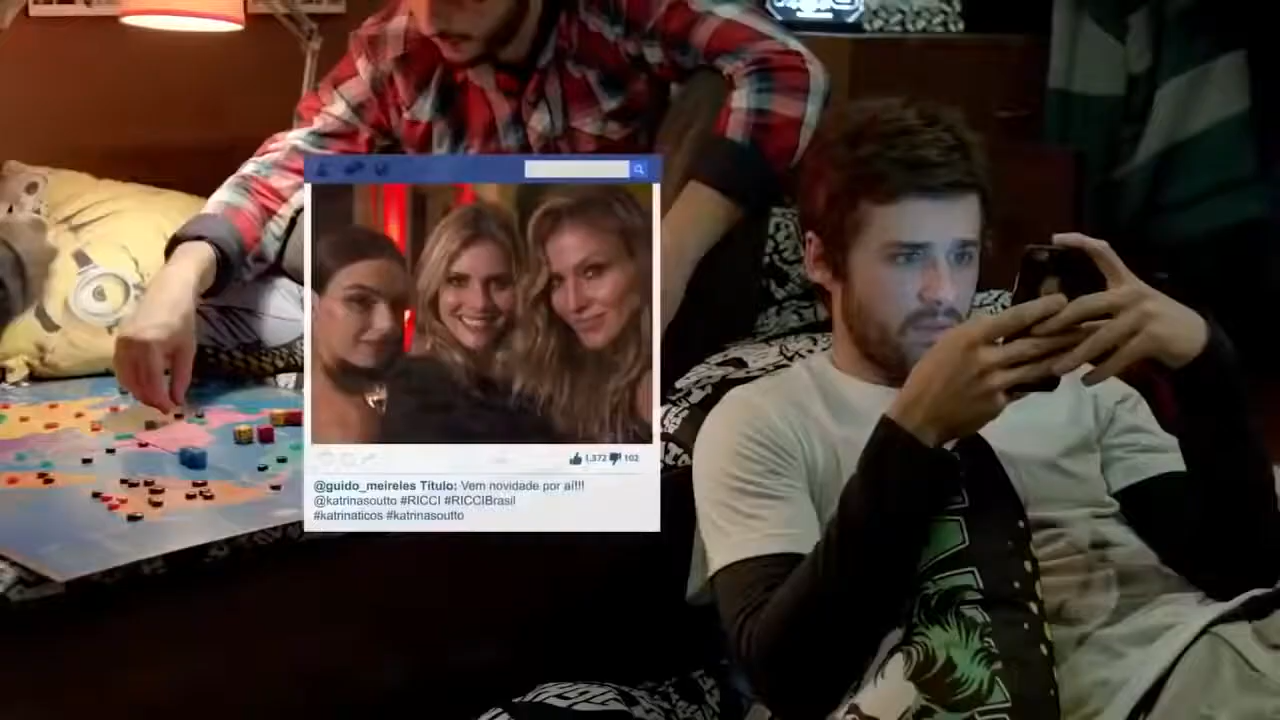 1,372 102
@guido_meireles Título: Vem novidade por aí!!!
@katrinasoutto #RICCI #RICCIBrasil
#katrinaticos #katrinasoutto